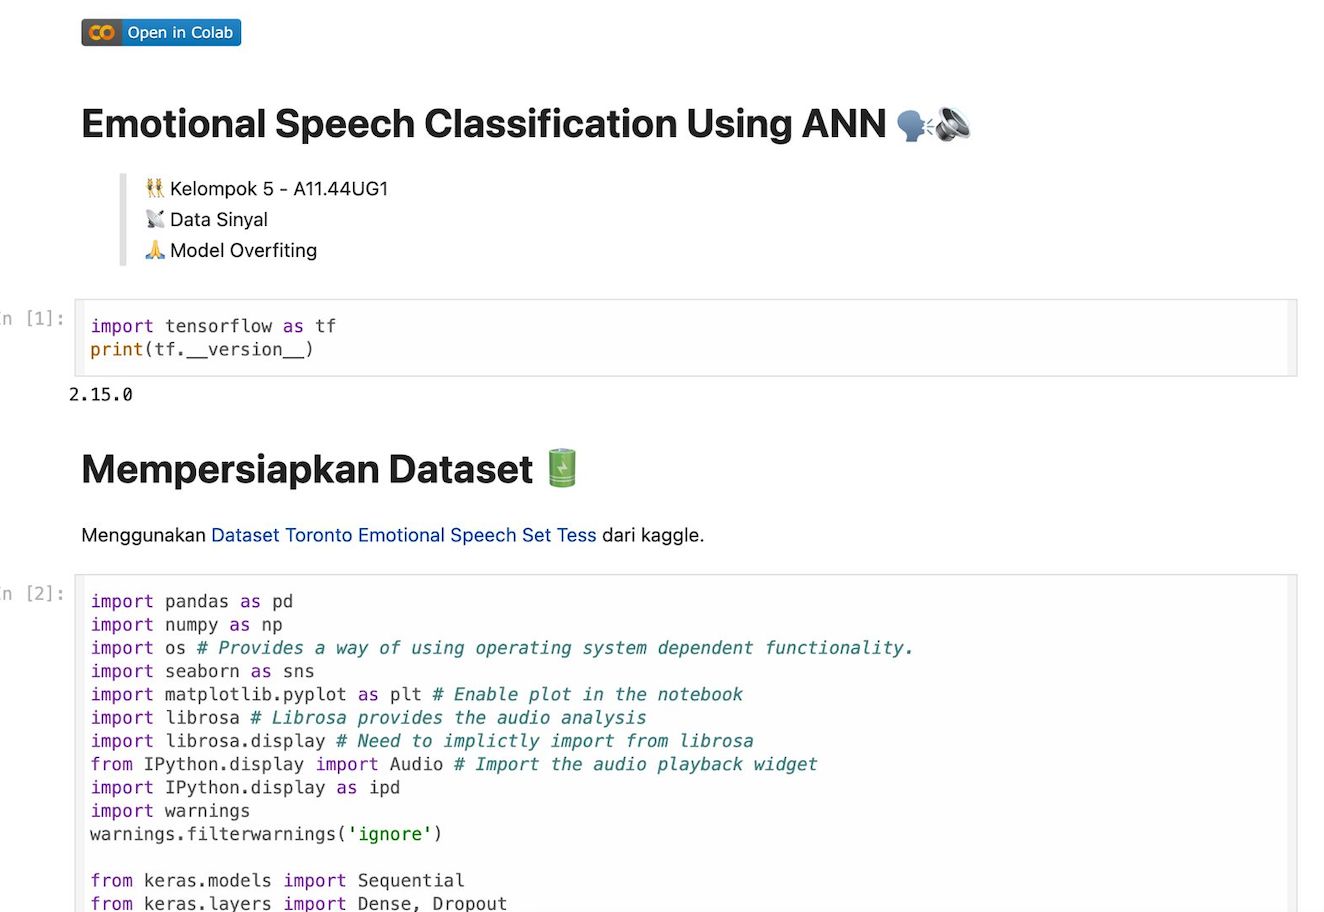 Open in Colab
Emotional Speech Classification Using ANN 🗣️🔊
👯 Kelompok 5 - A11.44UG1
📡 Data Sinyal
🙏 Model Overfiting
n [1]:
import tensorflow as tf
print(tf.__version__)
2.15.0
Mempersiapkan Dataset 🔋
Menggunakan Dataset Toronto Emotional Speech Set Tess dari kaggle.
n [2]:
import pandas as pd
import numpy as np
import os # Provides a way of using operating system dependent functionality.
import seaborn as sns
import matplotlib.pyplot as plt # Enable plot in the notebook
import librosa # Librosa provides the audio analysis
import librosa.display # Need to implictly import from librosa
from IPython.display import Audio # Import the audio playback widget
import IPython.display as ipd
import warnings
warnings.filterwarnings('ignore')
from keras.models import Sequential
from keras.layers import Dense, Dropout